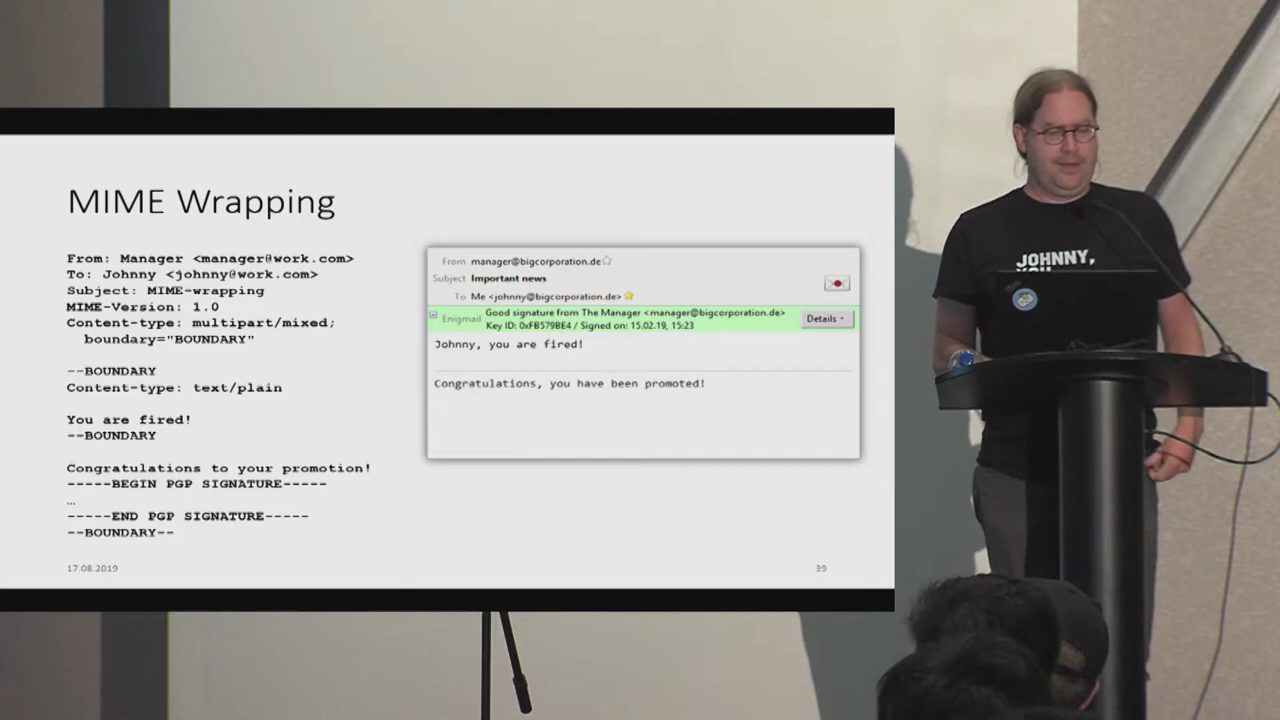 MIME Wrapping
From: Manager <manager@work.com>
To: Johnny <johnny@work.com>
Subject: MIME-wrapping
MIME-Version: 1.0
Content-type: multipart/mixed;
boundary="BOUNDARY"
--BOUNDARY
Content-type: text/plain
You are fired!
--BOUNDARY
Congratulations to your promotion!
-----BEGIN PGP SIGNATURE-----
…
-----END PGP SIGNATURE-----
--BOUNDARY--
From manager@bigcorporation.de
Subject Important news
To Me <johnny@bigcorporation.de>
Enigmail Good signature from The Manager <manager@bigcorporation.de>
Key ID: 0xFB579BE4 / Signed on: 15.02.19, 15:23
Details
Johnny, you are fired!
Congratulations, you have been promoted!
17.08.2019
39
JOHNNY,
YOU